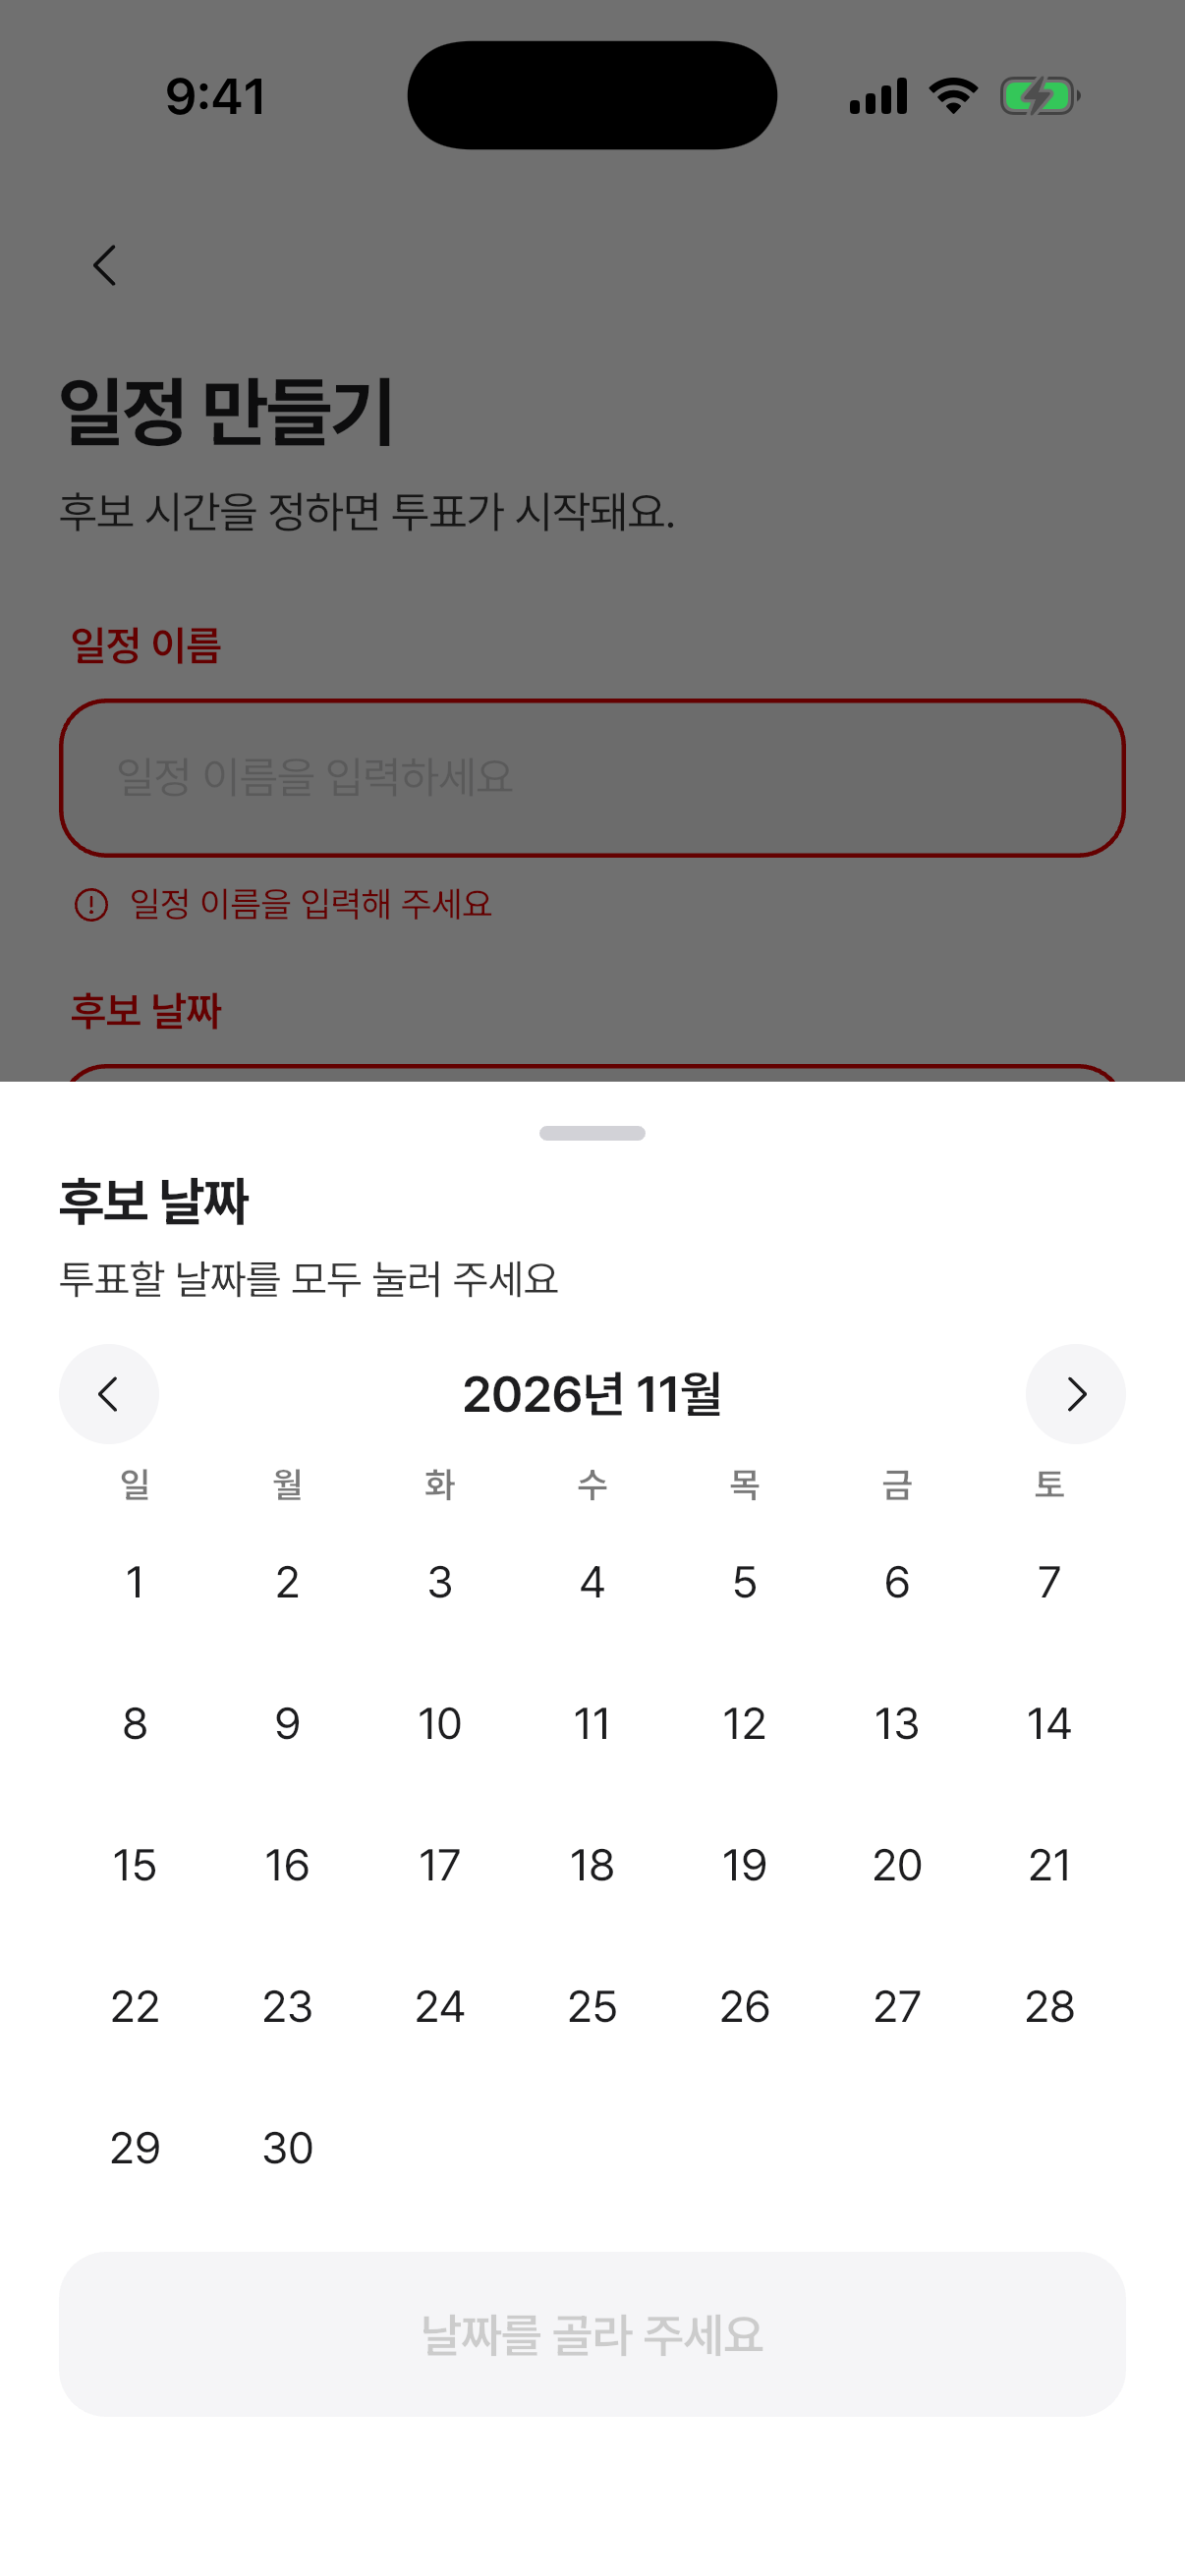 9:41
일정 만들기
후보 시간을 정하면 투표가 시작돼요.
일정 이름
일정 이름을 입력하세요
일정 이름을 입력해 주세요
후보 날짜
후보 날짜
투표할 날짜를 모두 눌러 주세요
2026년 11월
일 월 화 수 목 금 토
1 2 3 4 5 6 7
8 9 10 11 12 13 14
15 16 17 18 19 20 21
22 23 24 25 26 27 28
29 30
날짜를 골라 주세요